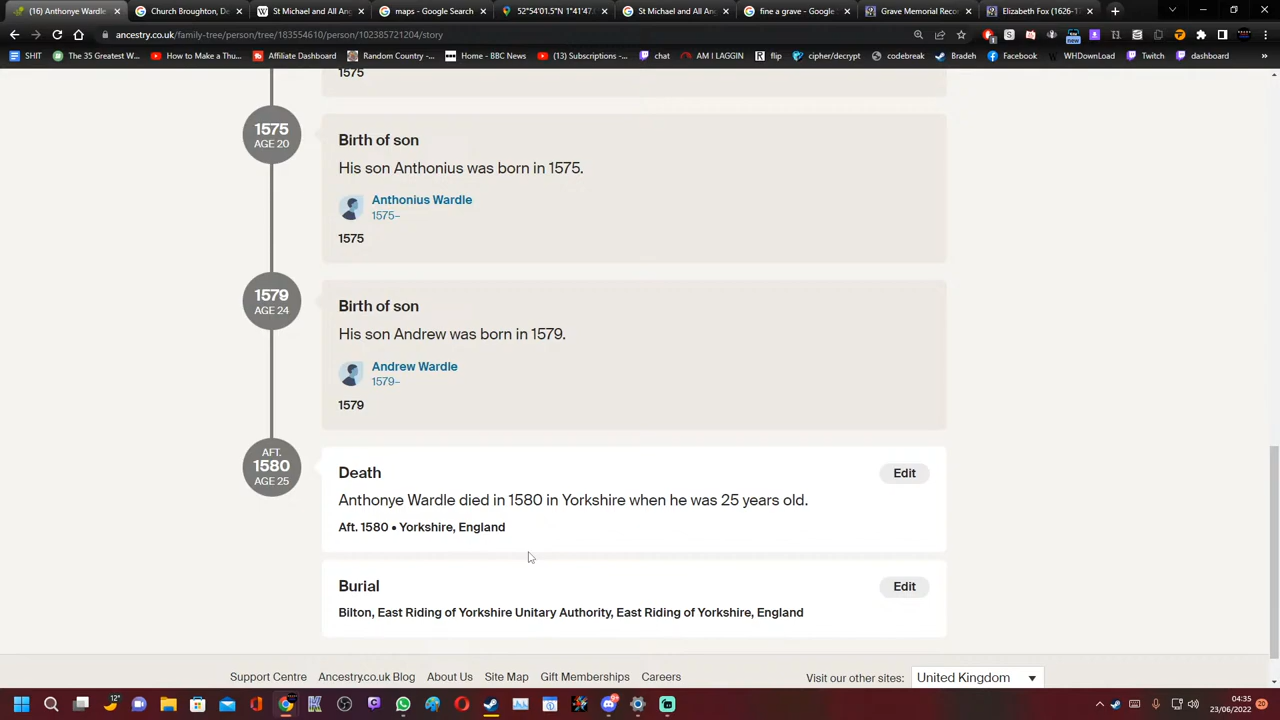 (16) Anthonye Wardle
Church Broughton, De
St Michael and All Ang
maps - Google Search
52°54'01.5"N 1°41'47.
St Michael and All Ang
fine a grave - Google
Grave Memorial Reco
Elizabeth Fox (1626-1
ancestry.co.uk/family-tree/person/tree/183554610/person/102385721204/story
SHIT
The 35 Greatest W...
How to Make a Thu...
Affiliate Dashboard
Random Country -...
Home - BBC News
(13) Subscriptions -...
chat
AM I LAGGIN
flip
cipher/decrypt
codebreak
Bradeh
Facebook
WHDownload
Twitch
dashboard
1575
1575
AGE 20
Birth of son
His son Anthonius was born in 1575.
Anthonius Wardle
1575–
1575
1579
AGE 24
Birth of son
His son Andrew was born in 1579.
Andrew Wardle
1579–
1579
AFT.
1580
AGE 25
Death
Edit
Anthonye Wardle died in 1580 in Yorkshire when he was 25 years old.
Aft. 1580 • Yorkshire, England
Burial
Edit
Bilton, East Riding of Yorkshire Unitary Authority, East Riding of Yorkshire, England
Support Centre
Ancestry.co.uk Blog
About Us
Site Map
Gift Memberships
Careers
Visit our other sites:
United Kingdom
12°
04:35
23/06/2022